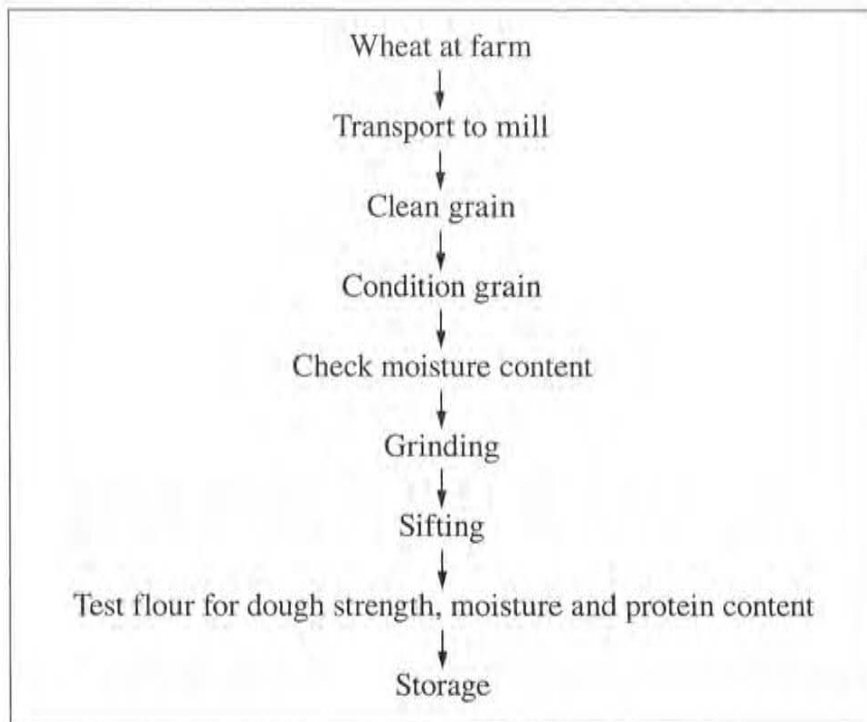 Wheat at farm
Transport to mill
Clean grain
Condition grain
Check moisture content
Grinding
Sifting
Test flour for dough strength, moisture and protein content
Storage